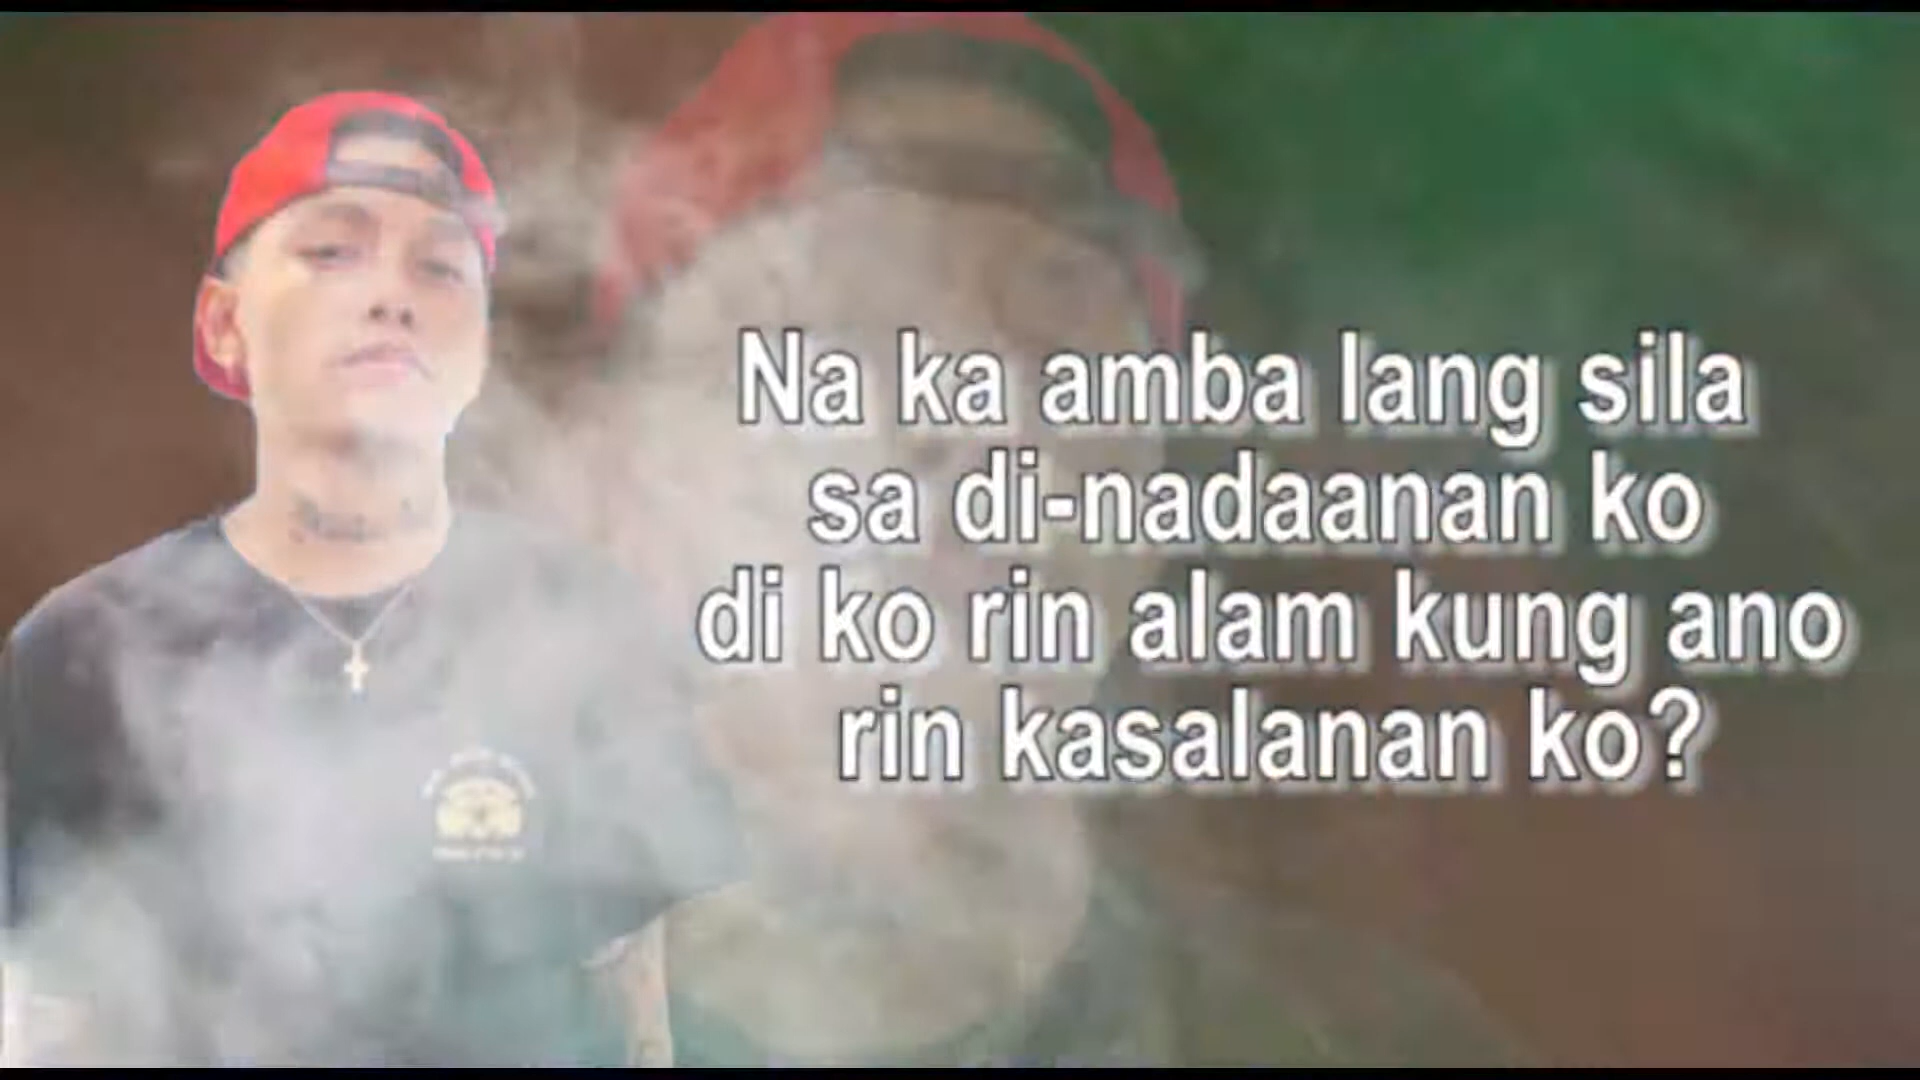 Na ka amba lang sila
sa di-nadaanan ko
di ko rin alam kung ano
rin kasalanan ko?